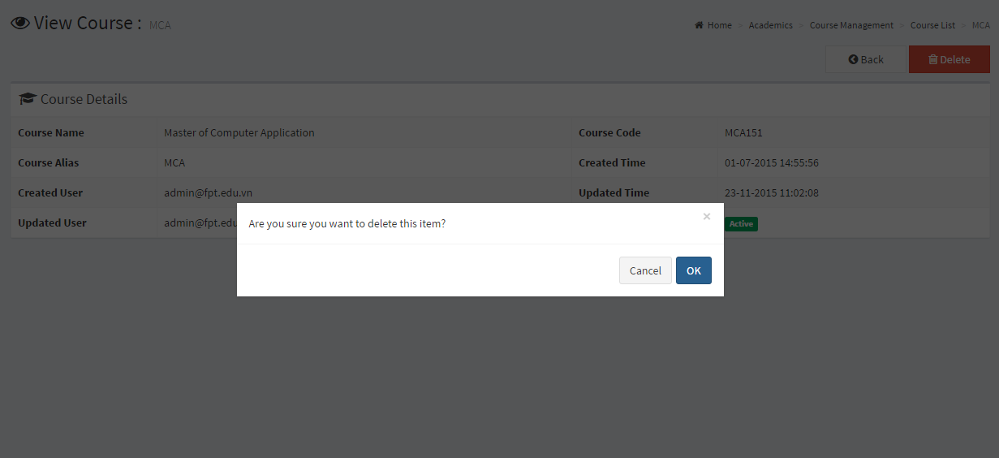 View Course : MCA
Home > Academics > Course Management > Course List > MCA
Back Delete
Course Details
Course Name Master of Computer Application Course Code MCA151
Course Alias MCA Created Time 01-07-2015 14:55:56
Created User admin@fpt.edu.vn Updated Time 23-11-2015 11:02:08
Updated User admin@fpt.edu Active
Are you sure you want to delete this item? ×
Cancel OK